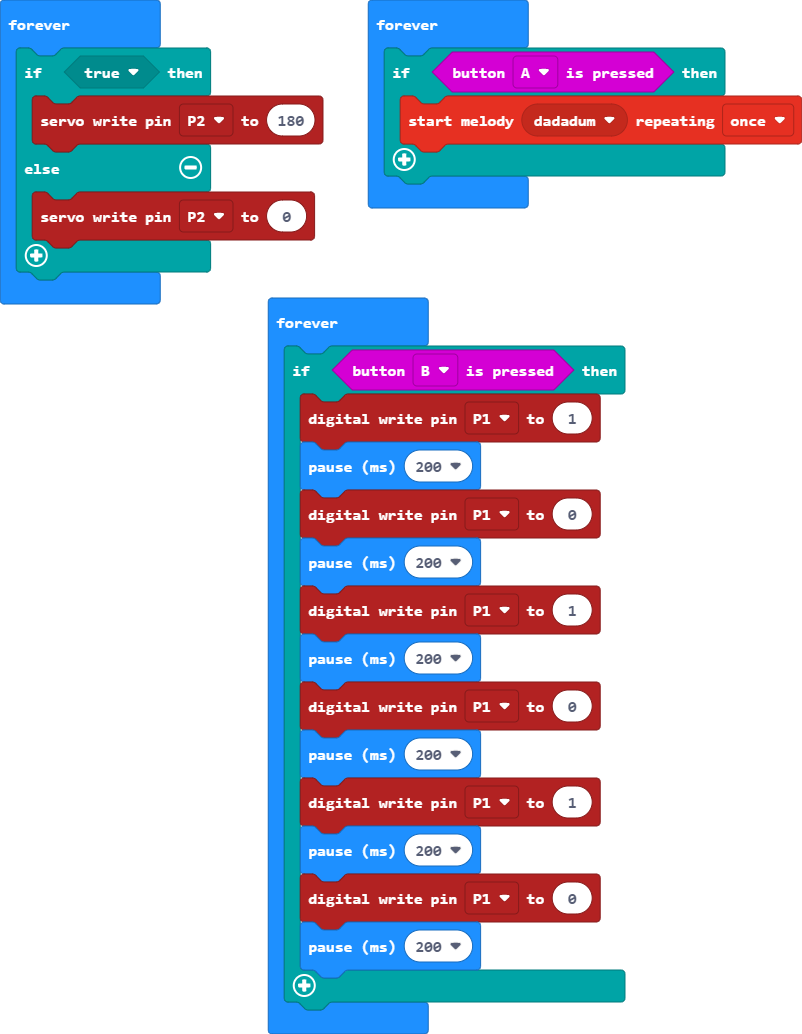 forever
if true then
servo write pin P2 to 180
else
servo write pin P2 to 0
forever
if button A is pressed then
start melody dadadum repeating once
forever
if button B is pressed then
digital write pin P1 to 1
pause (ms) 200
digital write pin P1 to 0
pause (ms) 200
digital write pin P1 to 1
pause (ms) 200
digital write pin P1 to 0
pause (ms) 200
digital write pin P1 to 1
pause (ms) 200
digital write pin P1 to 0
pause (ms) 200